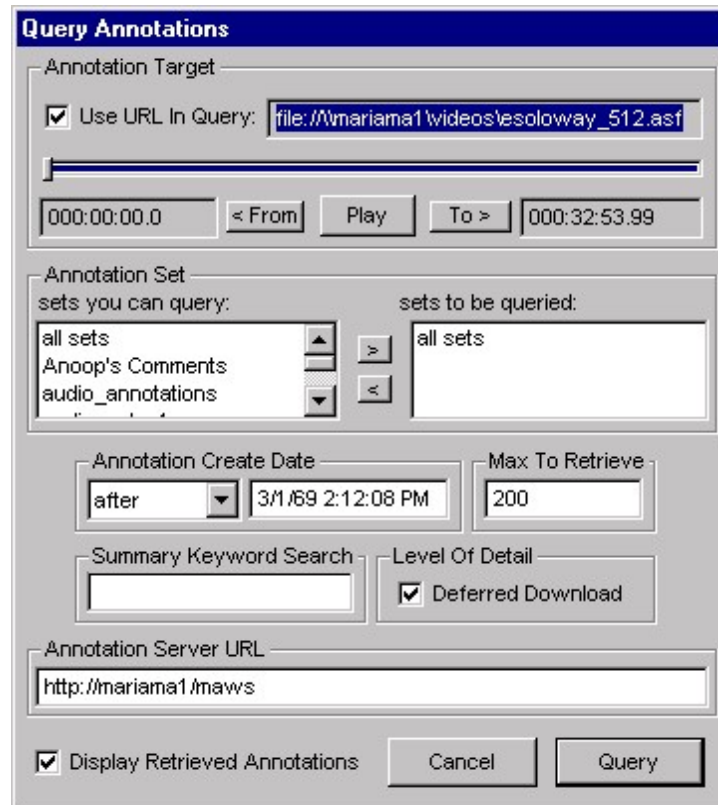 Query Annotations
Annotation Target
Use URL In Query: file:///\\mariama1\videos\esoloway_512.asf
000:00:00.0 < From Play To > 000:32:53.99
Annotation Set
sets you can query: sets to be queried:
all sets > all sets
Anoop's Comments
audio_annotations <
Annotation Create Date Max To Retrieve
after 3/1/69 2:12:08 PM 200
Summary Keyword Search Level Of Detail
Deferred Download
Annotation Server URL
http://mariama1/maws
Display Retrieved Annotations Cancel Query